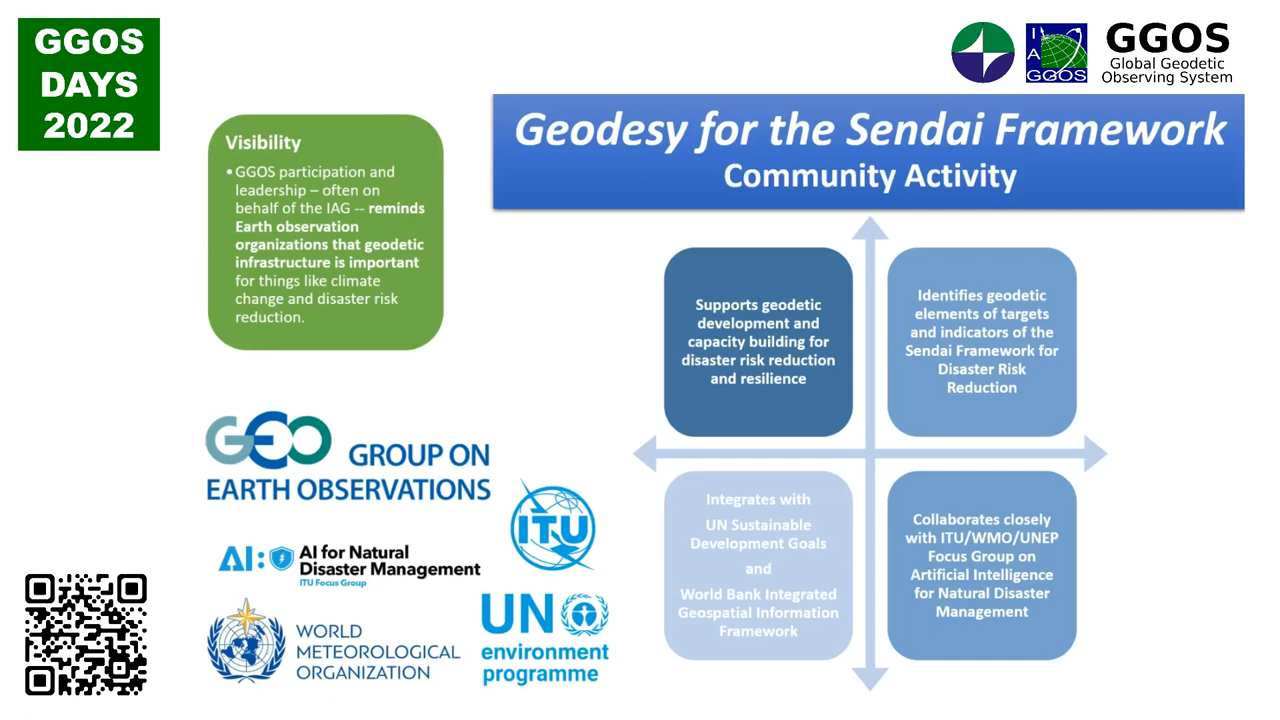 GGOS
DAYS
2022
I
A
G
GGOS
GGOS
Global Geodetic
Observing System
Geodesy for the Sendai Framework
Community Activity
Visibility
• GGOS participation and
leadership – often on
behalf of the IAG -- reminds
Earth observation
organizations that geodetic
infrastructure is important
for things like climate
change and disaster risk
reduction.
Supports geodetic
development and
capacity building for
disaster risk reduction
and resilience
Identifies geodetic
elements of targets
and indicators of the
Sendai Framework for
Disaster Risk
Reduction
Integrates with
UN Sustainable
Development Goals
and
World Bank Integrated
Geospatial Information
Framework
Collaborates closely
with ITU/WMO/UNEP
Focus Group on
Artificial Intelligence
for Natural Disaster
Management
GEO GROUP ON
EARTH OBSERVATIONS
ITU
AI: AI for Natural
Disaster Management
ITU Focus Group
WORLD
METEOROLOGICAL
ORGANIZATION
UN
environment
programme